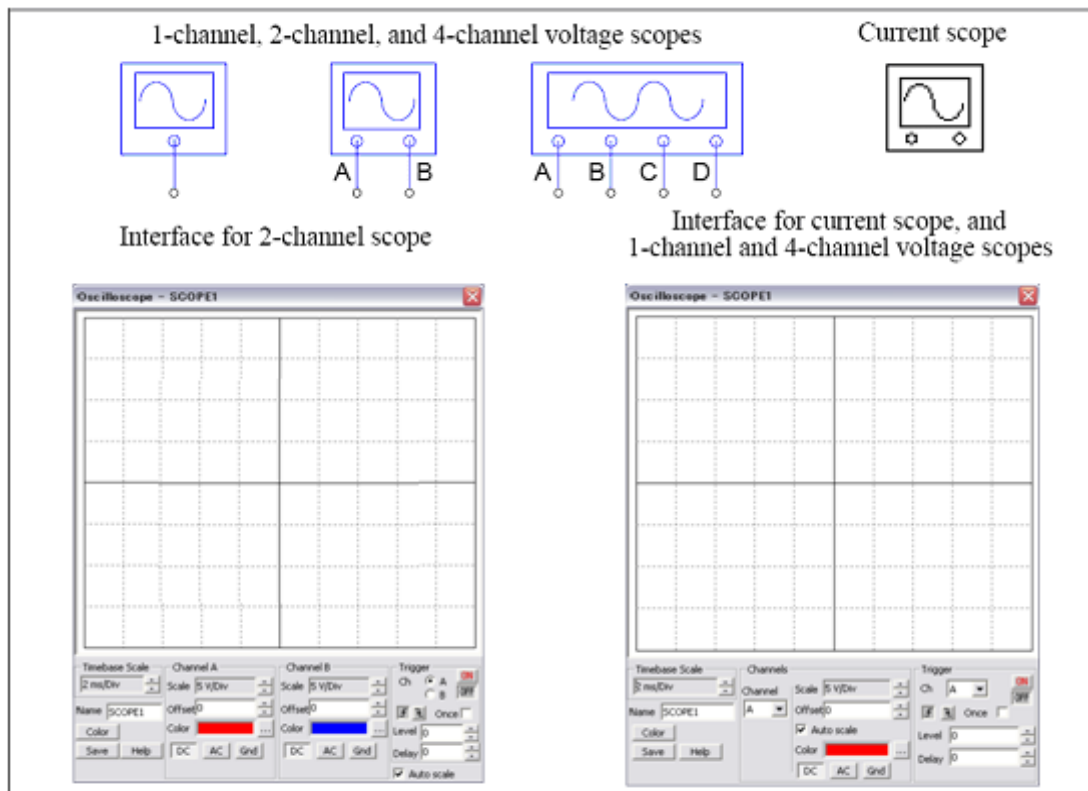 1-channel, 2-channel, and 4-channel voltage scopes
Current scope
A B
A B C D
Interface for 2-channel scope
Interface for current scope, and
1-channel and 4-channel voltage scopes
Oscilloscope - SCOPE1
Timebase Scale
2 ms/Div
Name SCOPE1
Color
Save Help
Channel A
Scale 5 V/Div
Offset 0
Color ...
DC AC Gnd
Channel B
Scale 5 V/Div
Offset 0
Color ...
DC AC Gnd
Trigger
Ch A
B
ON
OFF
Once
Level 0
Delay 0
Auto scale
Oscilloscope - SCOPE1
Timebase Scale
2 ms/Div
Name SCOPE1
Color
Save Help
Channels
Channel
A
Scale 5 V/Div
Offset 0
Auto scale
Color ...
DC AC Gnd
Trigger
Ch A
ON
OFF
Once
Level 0
Delay 0